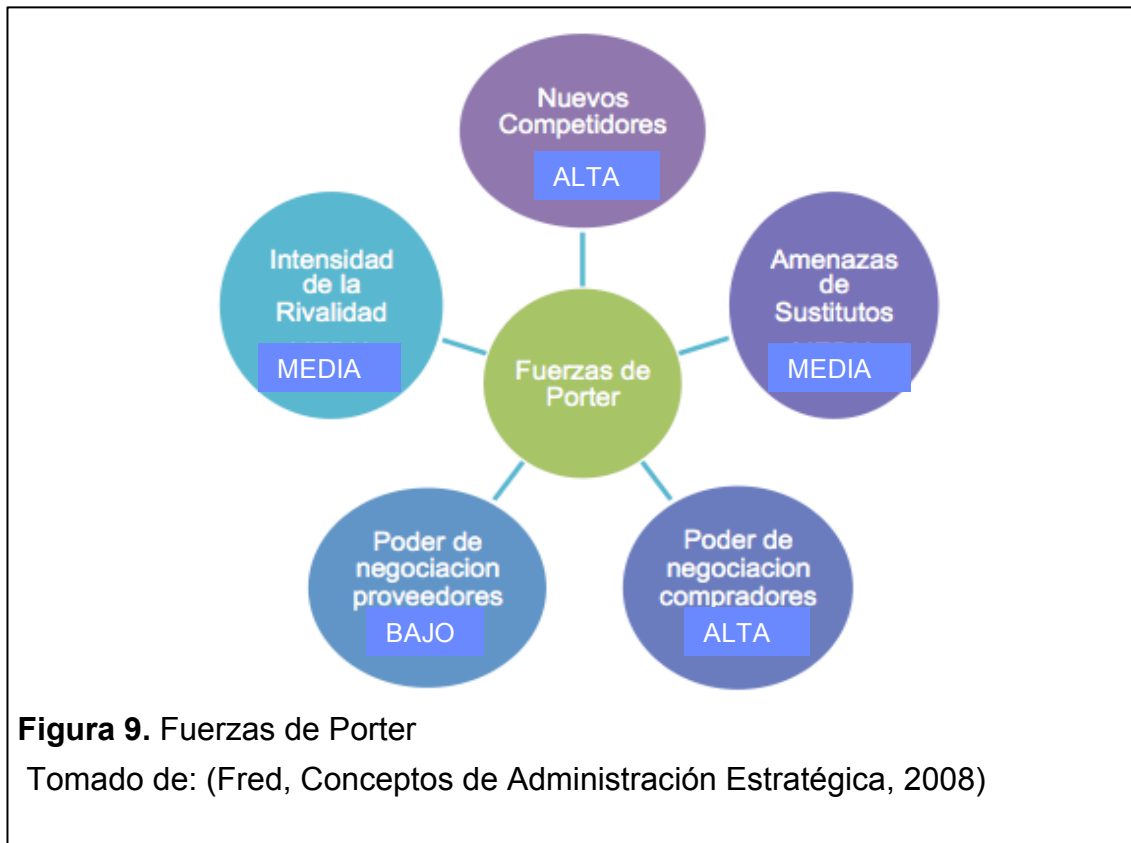 Nuevos
Competidores
ALTA
Intensidad
de la
Rivalidad
MEDIA
Amenazas
de
Sustitutos
MEDIA
Fuerzas de
Porter
Poder de
negociacion
proveedores
BAJO
Poder de
negociacion
compradores
ALTA
Figura 9. Fuerzas de Porter
Tomado de: (Fred, Conceptos de Administración Estratégica, 2008)